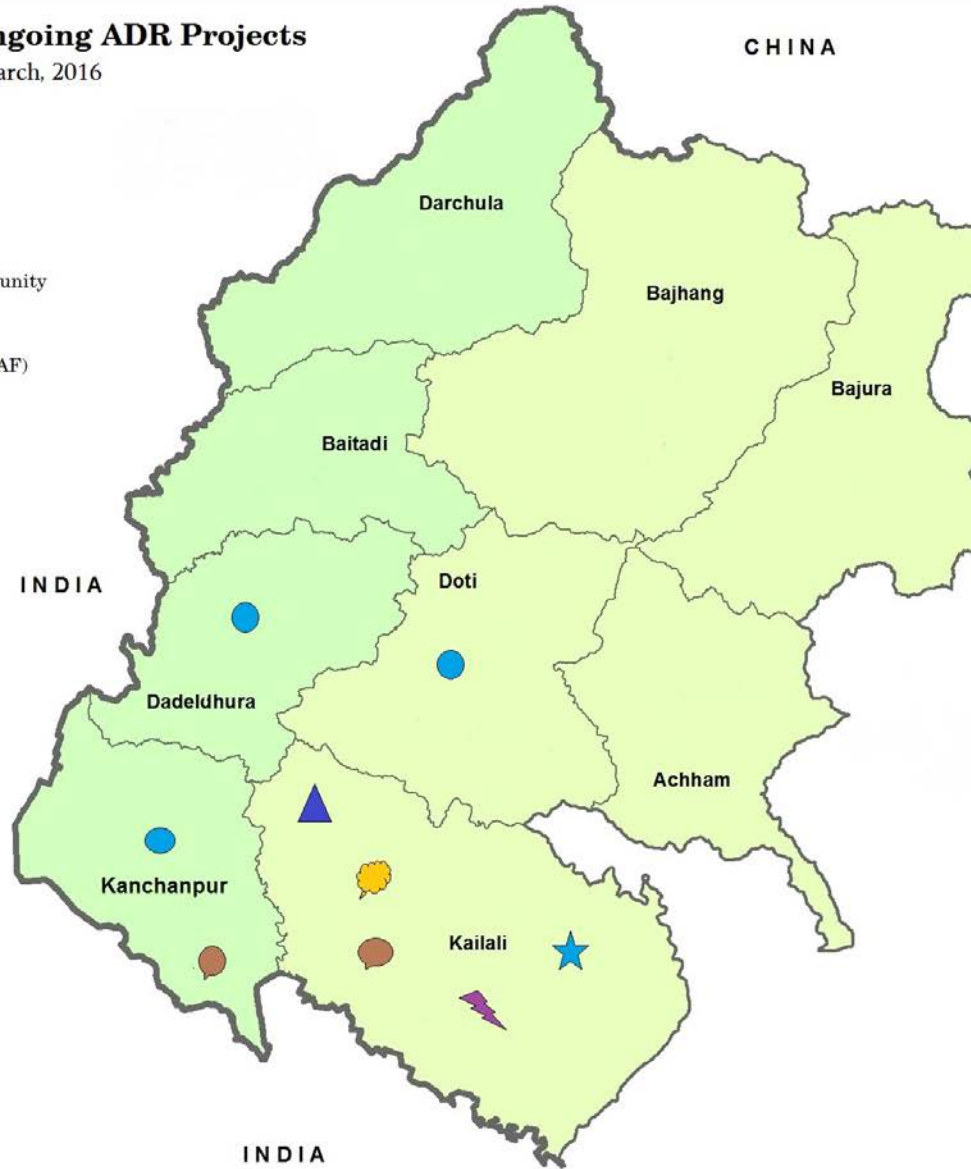 ngoing ADR Projects
arch, 2016
CHINA
Darchula
unity
Bajhang
AF)
Bajura
Baitadi
INDIA
Doti
Dadeldhura
Achham
Kanchanpur
Kailali
INDIA